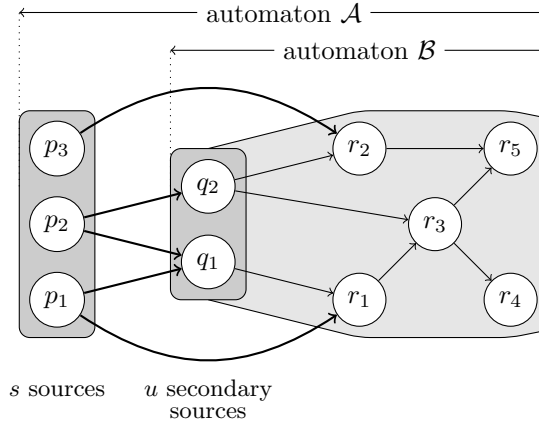 automaton 𝒜
automaton ℬ
p₃
r₂
r₅
q₂
p₂
r₃
q₁
p₁
r₁
r₄
s sources
u secondary
sources